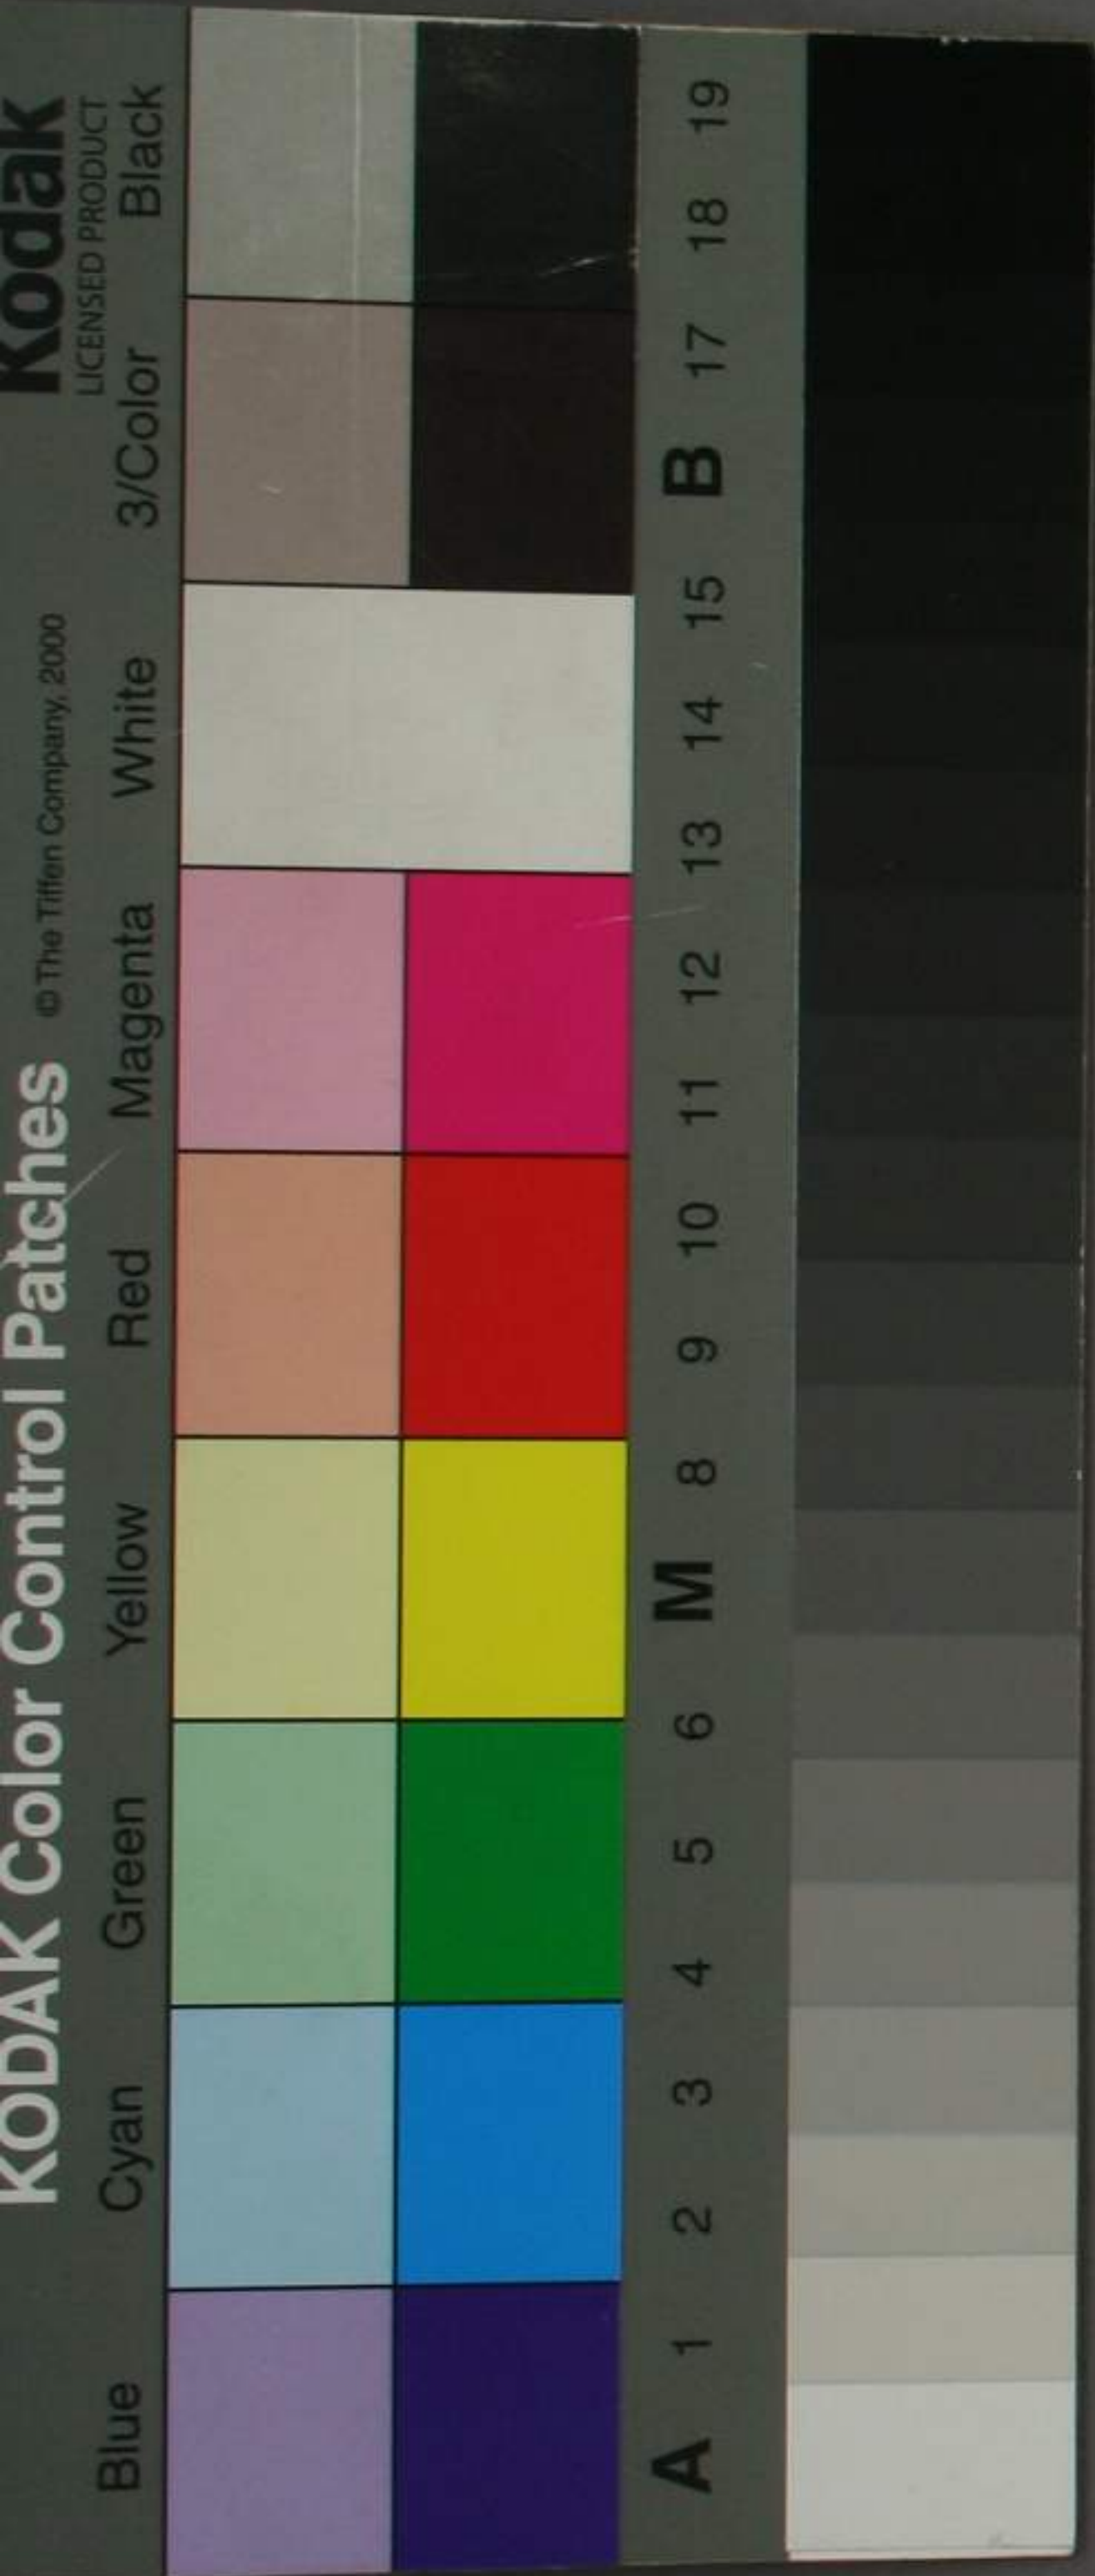 KODAK Color Control Patches
© The Tiffen Company, 2000
Kodak
LICENSED PRODUCT
Blue Cyan Green Yellow Red Magenta White 3/Color Black
A 1 2 3 4 5 6 M 8 9 10 11 12 13 14 15 B 17 18 19